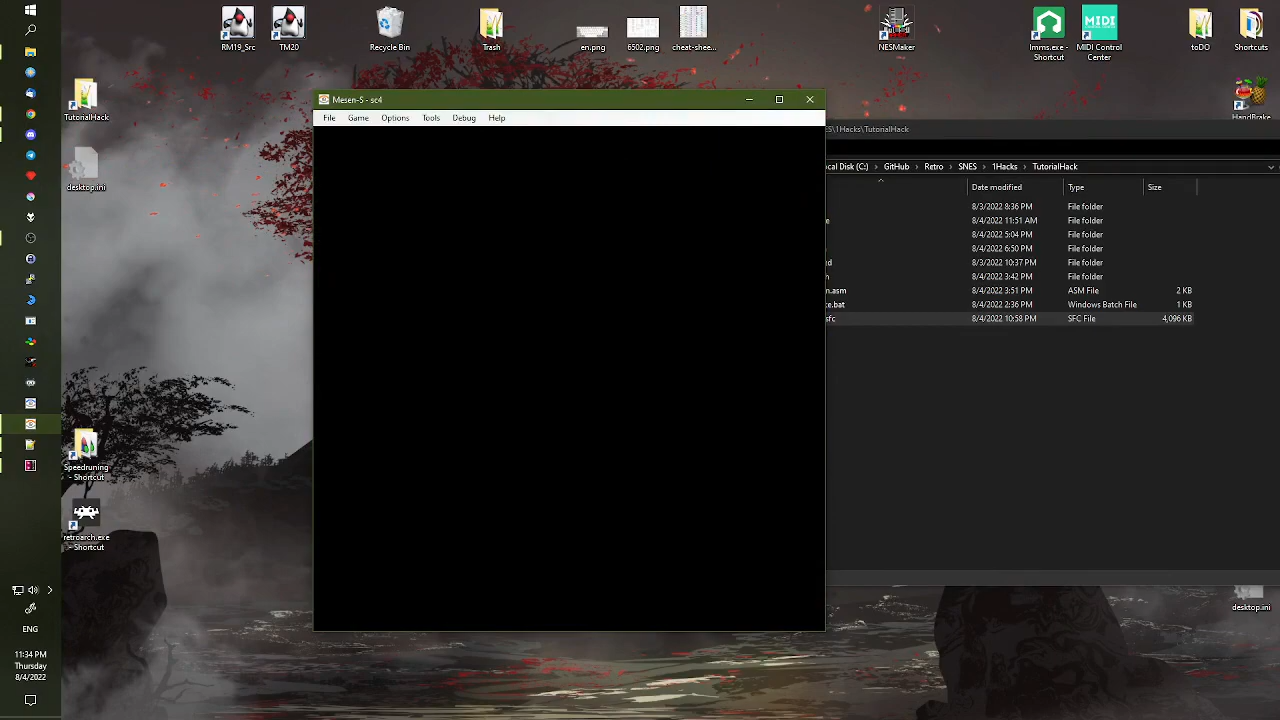 RM19_Src
TM20
Recycle Bin
Trash
en.png
6502.png
cheat-shee...
NESMaker
lmms.exe - Shortcut
MIDI Control Center
MIDI
toDO
Shortcuts
TutorialHack
desktop.ini
Speedruning - Shortcut
retroarch.exe - Shortcut
HandBrake
desktop.ini
Mesen-S - sc4
File Game Options Tools Debug Help
ES\1Hacks\TutorialHack
ocal Disk (C:) GitHub Retro SNES 1Hacks TutorialHack
Date modified Type Size
8/3/2022 8:36 PM File folder
e 8/4/2022 11:51 AM File folder
8/4/2022 5:04 PM File folder
8/4/2022 6:50 PM File folder
d 8/3/2022 10:37 PM File folder
h 8/4/2022 3:42 PM File folder
n.asm 8/4/2022 3:51 PM ASM File 2 KB
ke.bat 8/4/2022 2:36 PM Windows Batch File 1 KB
sfc 8/4/2022 10:58 PM SFC File 4,096 KB
ENG
11:34 PM
Thursday
8/4/2022